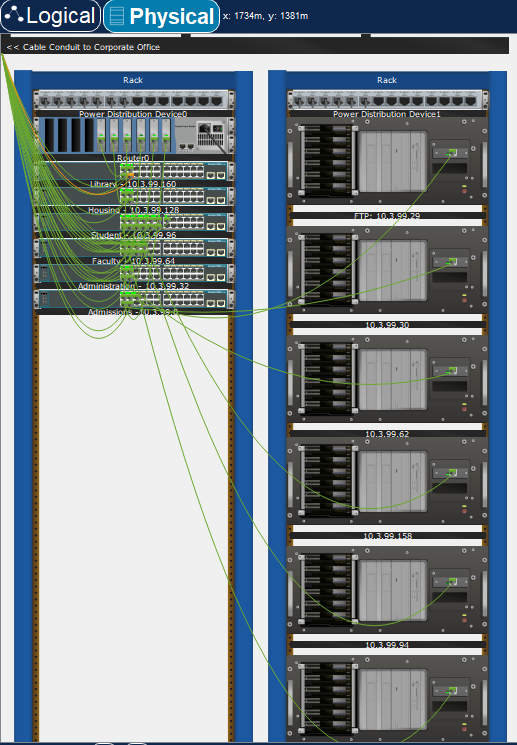 Logical
Physical
x: 1734m, y: 1381m
<< Cable Conduit to Corporate Office
Rack
Power Distribution Device0
Router0
Library - 10.3.99.160
Housing - 10.3.99.128
Student - 10.3.99.96
Faculty - 10.3.99.64
Administration - 10.3.99.32
Admissions - 10.3.99.0
Rack
Power Distribution Device1
FTP: 10.3.99.29
10.3.99.30
10.3.99.62
10.3.99.158
10.3.99.94